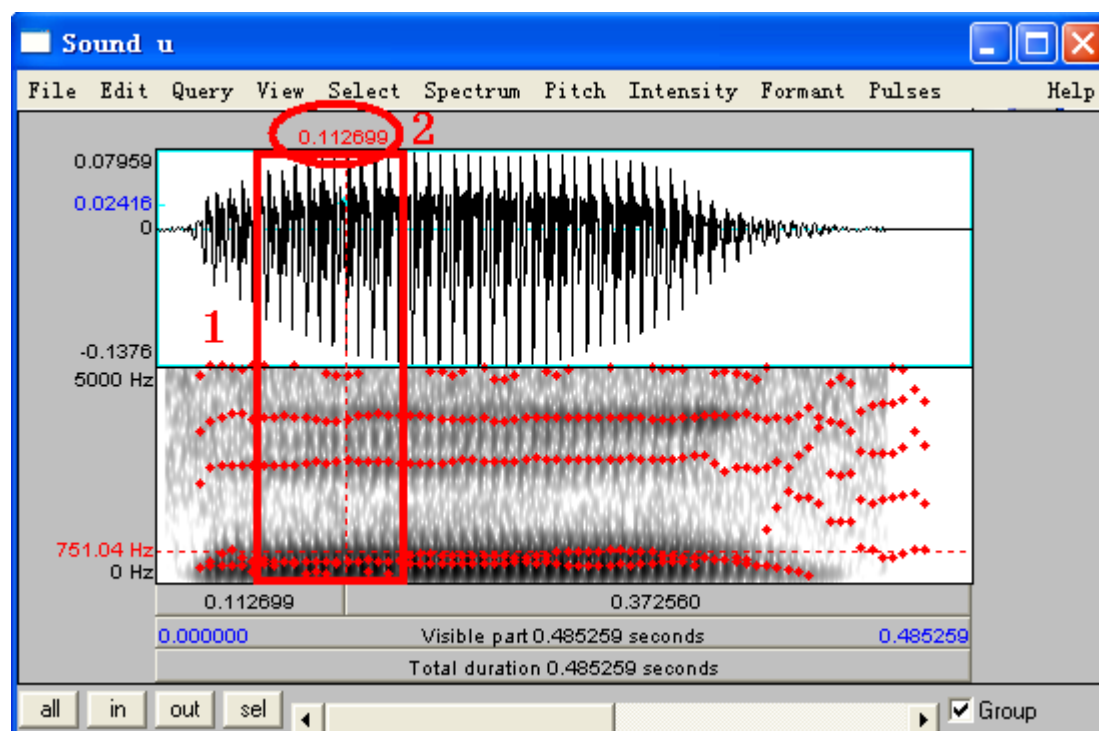 Sound u
File Edit Query View Select Spectrum Pitch Intensity Formant Pulses Help
0.112699 2
0.07959
0.02416
0
1
-0.1376
5000 Hz
751.04 Hz
0 Hz
0.112699 0.372560
0.000000 Visible part 0.485259 seconds 0.485259
Total duration 0.485259 seconds
all in out sel Group